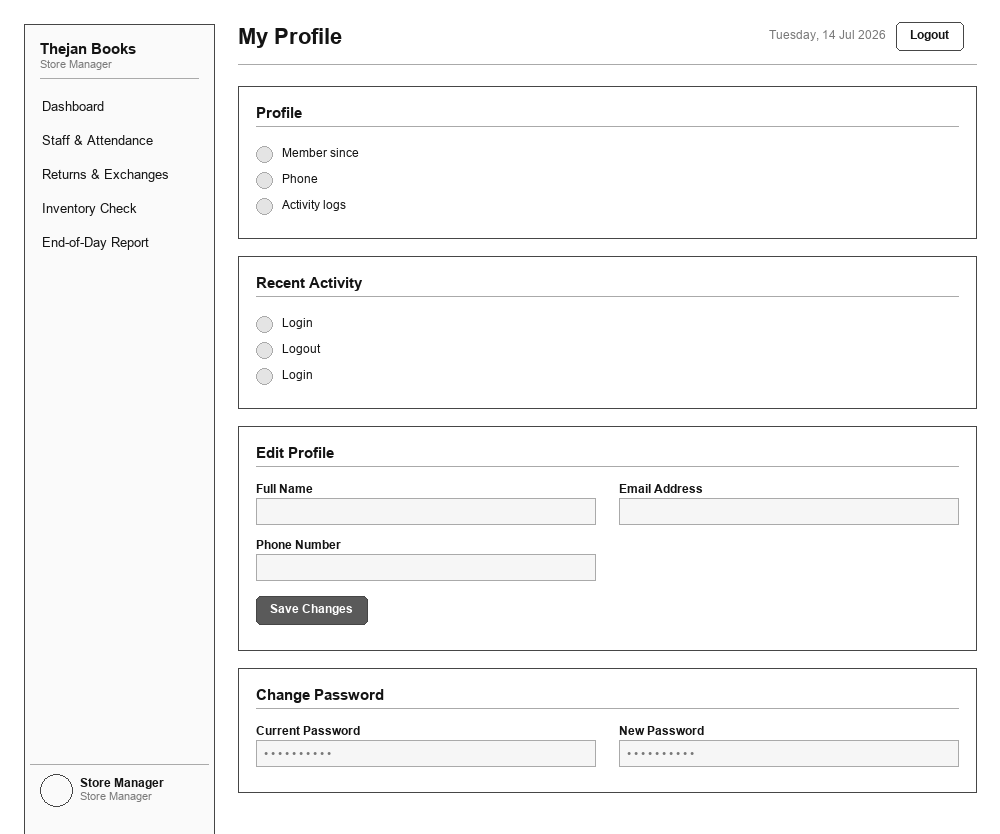 Thejan Books
Store Manager
Dashboard
Staff & Attendance
Returns & Exchanges
Inventory Check
End-of-Day Report
Store Manager
Store Manager
My Profile
Tuesday, 14 Jul 2026
Logout
Profile
Member since
Phone
Activity logs
Recent Activity
Login
Logout
Login
Edit Profile
Full Name
Email Address
Phone Number
Save Changes
Change Password
Current Password
New Password
••••••••••
••••••••••